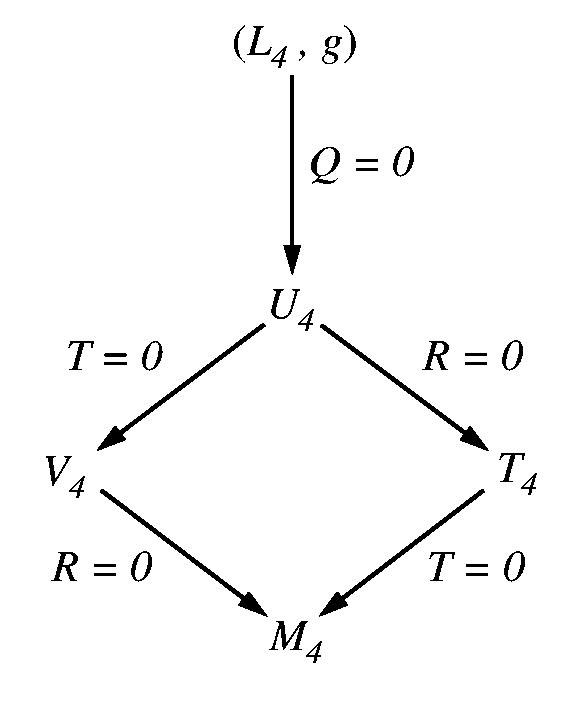 (L₄, g)
Q = 0
U₄
T = 0
R = 0
V₄
T₄
R = 0
T = 0
M₄